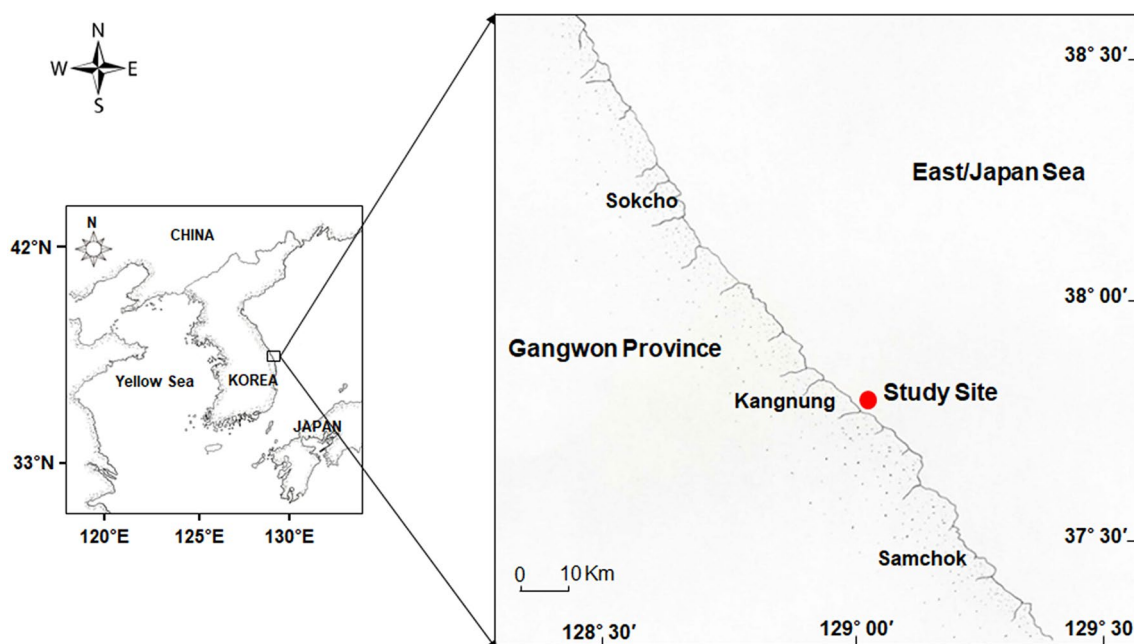 N
W E
S
N
CHINA
42°N
Yellow Sea
KOREA
JAPAN
33°N
120°E 125°E 130°E
38° 30′
East/Japan Sea
Sokcho
38° 00′
Gangwon Province
Kangnung
Study Site
37° 30′
Samchok
0 10 Km
128° 30′ 129° 00′ 129° 30′